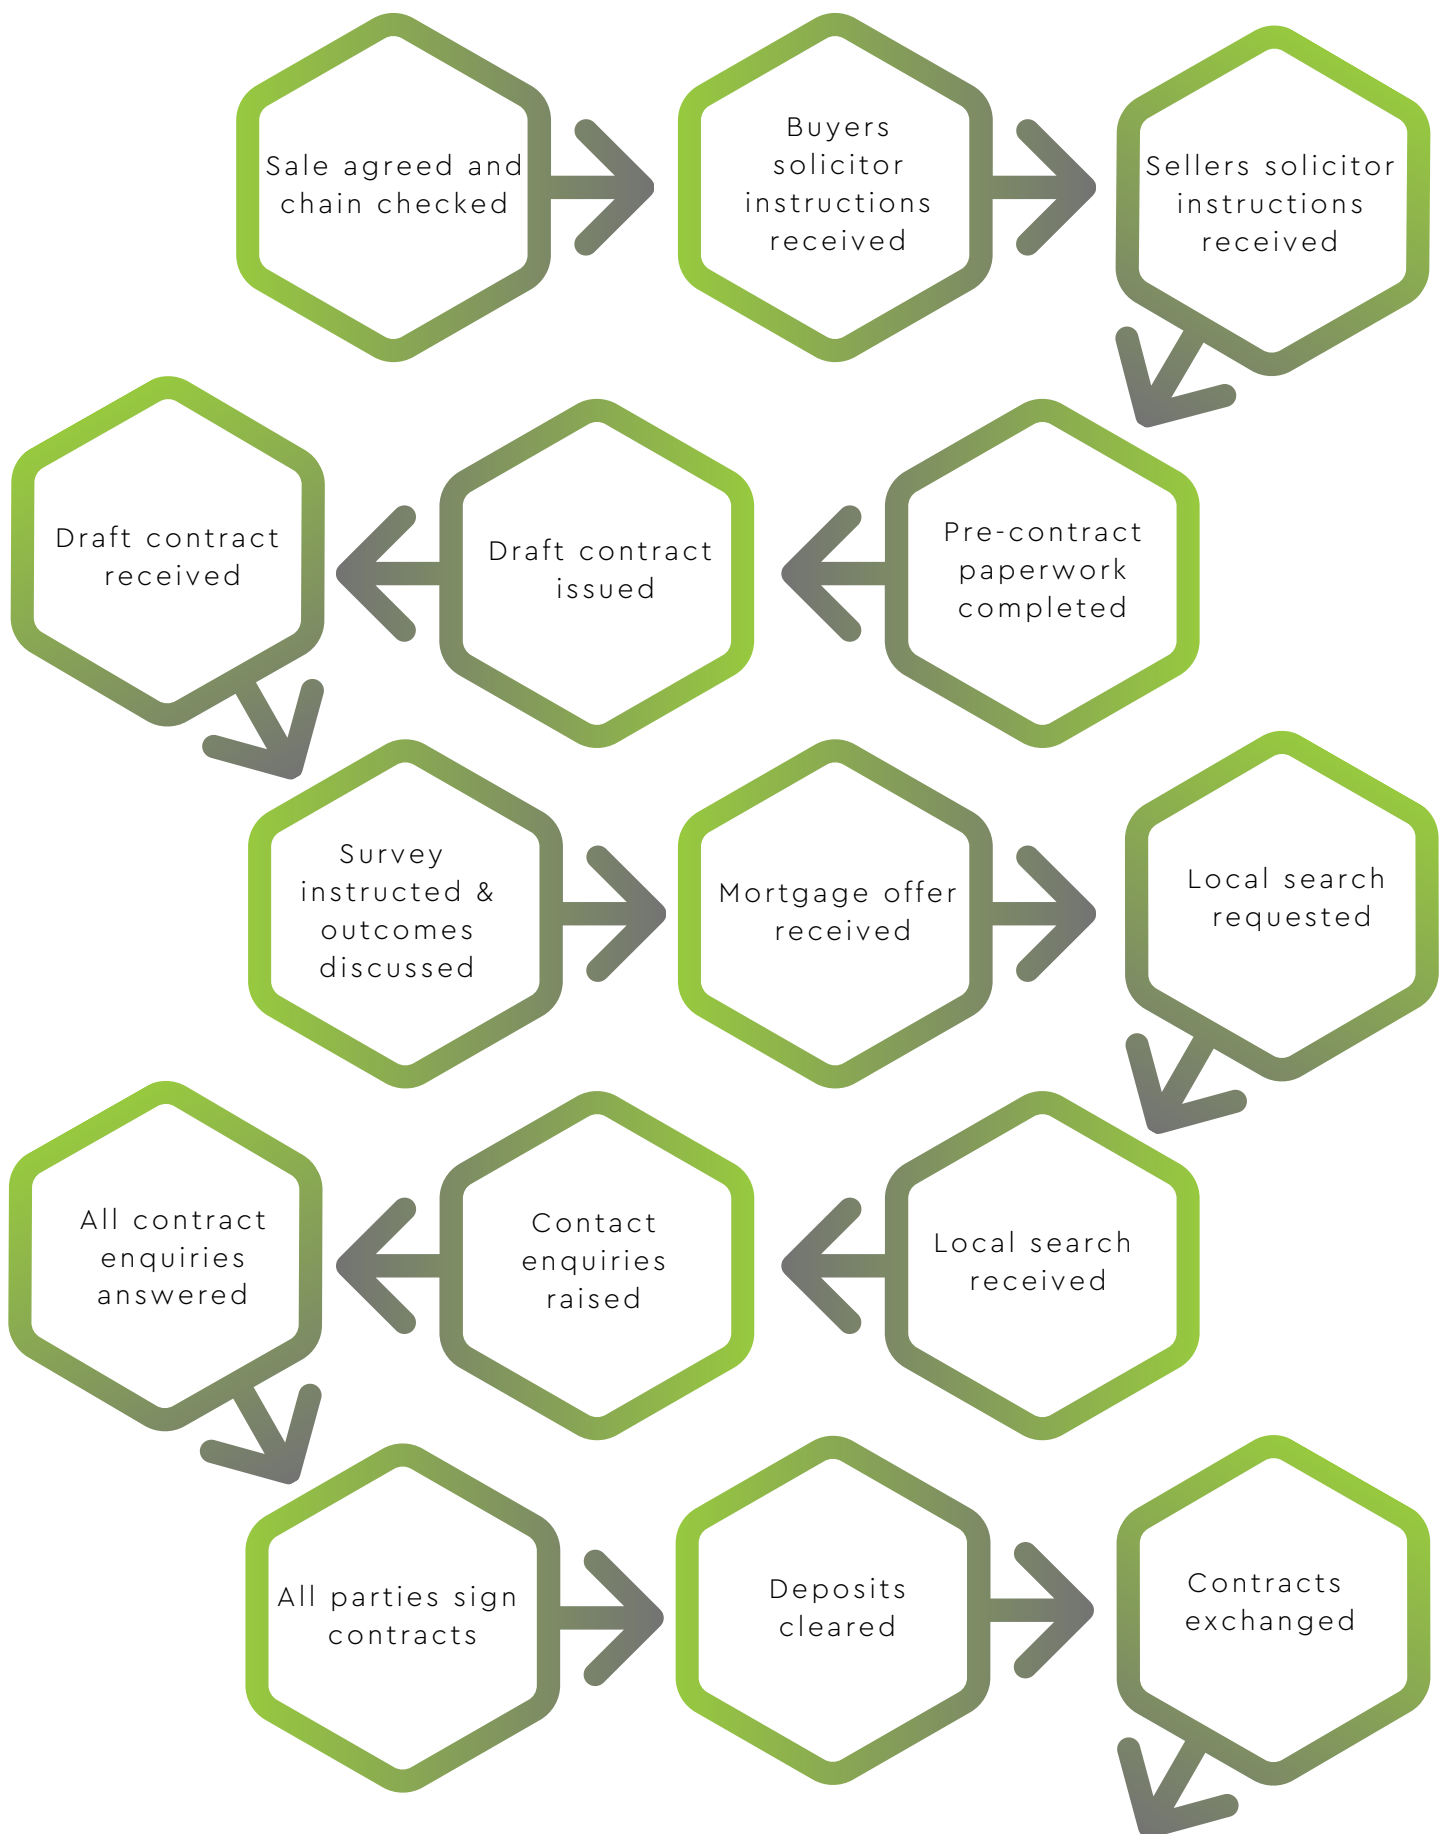 Sale agreed and
chain checked
Buyers
solicitor
instructions
received
Sellers solicitor
instructions
received
Pre-contract
paperwork
completed
Draft contract
issued
Draft contract
received
Survey
instructed &
outcomes
discussed
Mortgage offer
received
Local search
requested
Local search
received
Contact
enquiries
raised
All contract
enquiries
answered
All parties sign
contracts
Deposits
cleared
Contracts
exchanged